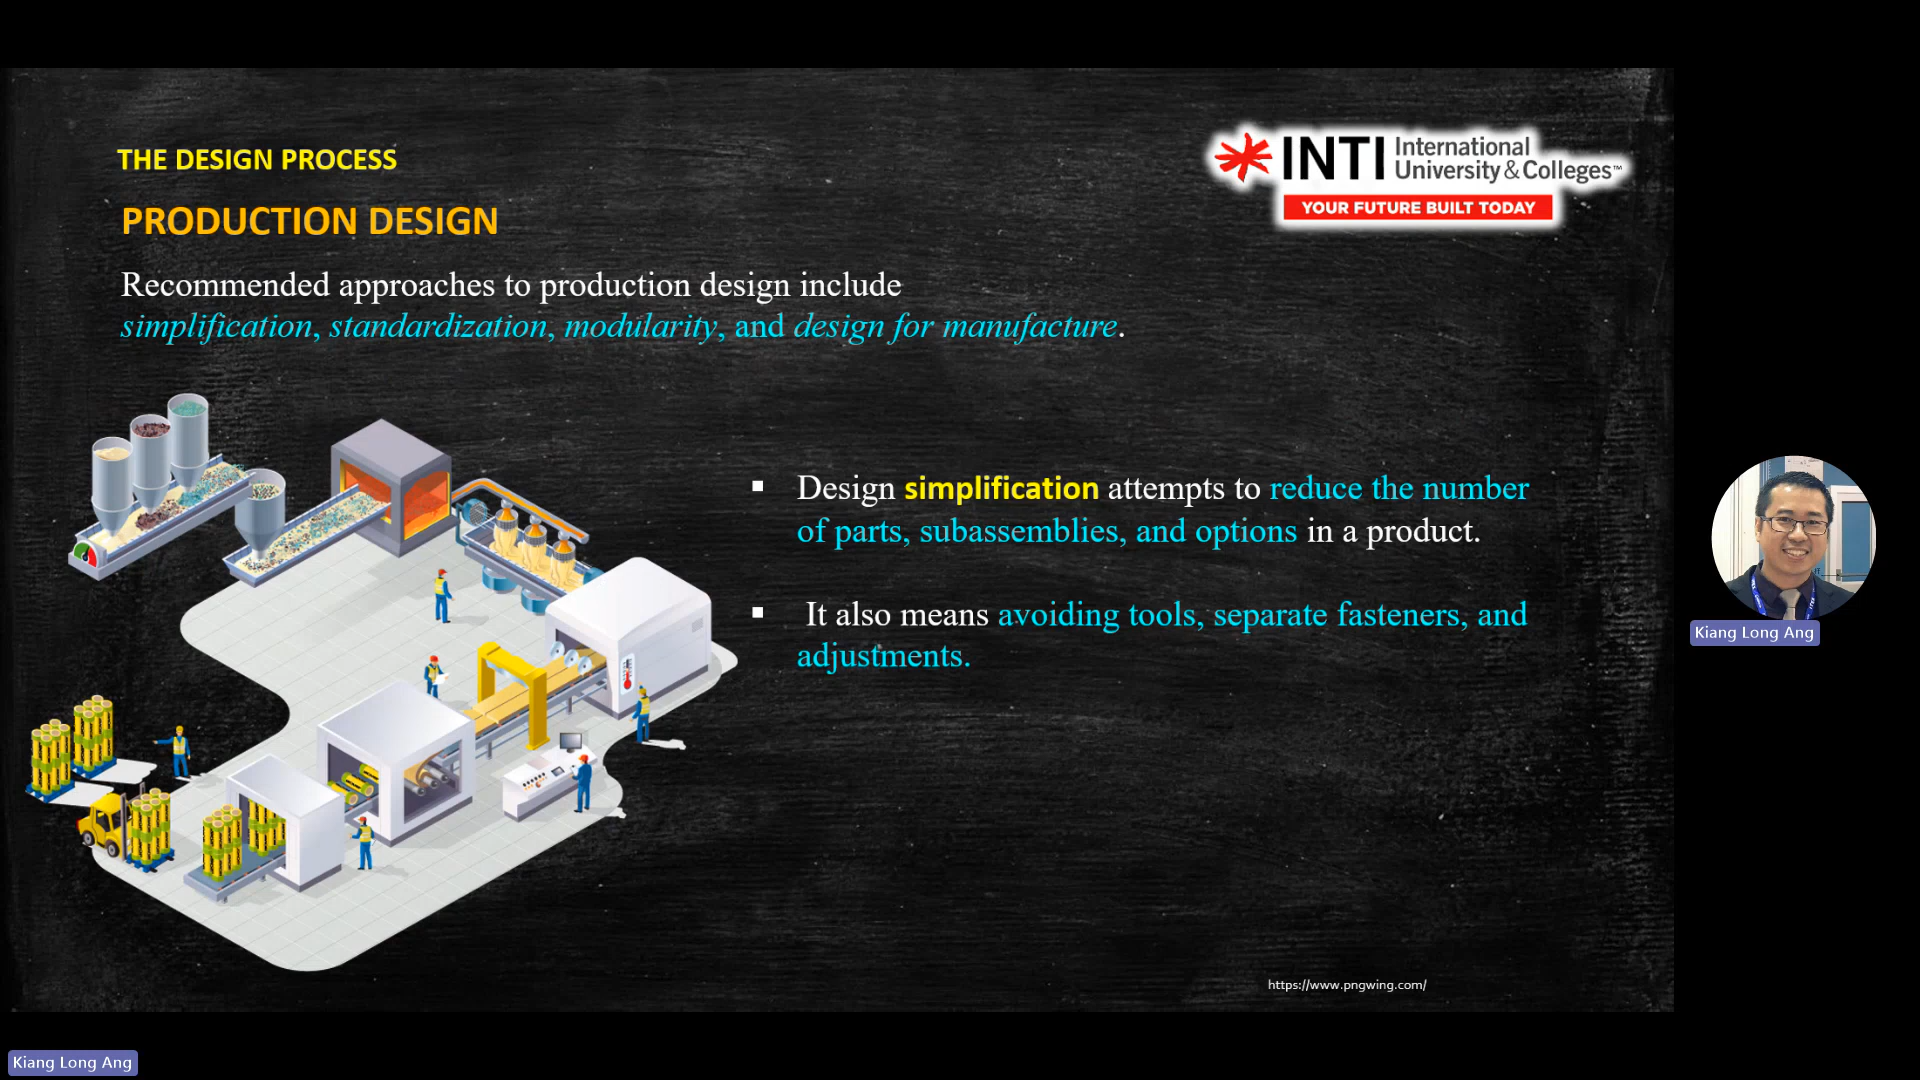 THE DESIGN PROCESS
PRODUCTION DESIGN
INTI International
University & Colleges™
YOUR FUTURE BUILT TODAY
Recommended approaches to production design include
simplification, standardization, modularity, and design for manufacture.
▪ Design simplification attempts to reduce the number
of parts, subassemblies, and options in a product.
▪ It also means avoiding tools, separate fasteners, and
adjustments.
Kiang Long Ang
https://www.pngwing.com/
Kiang Long Ang